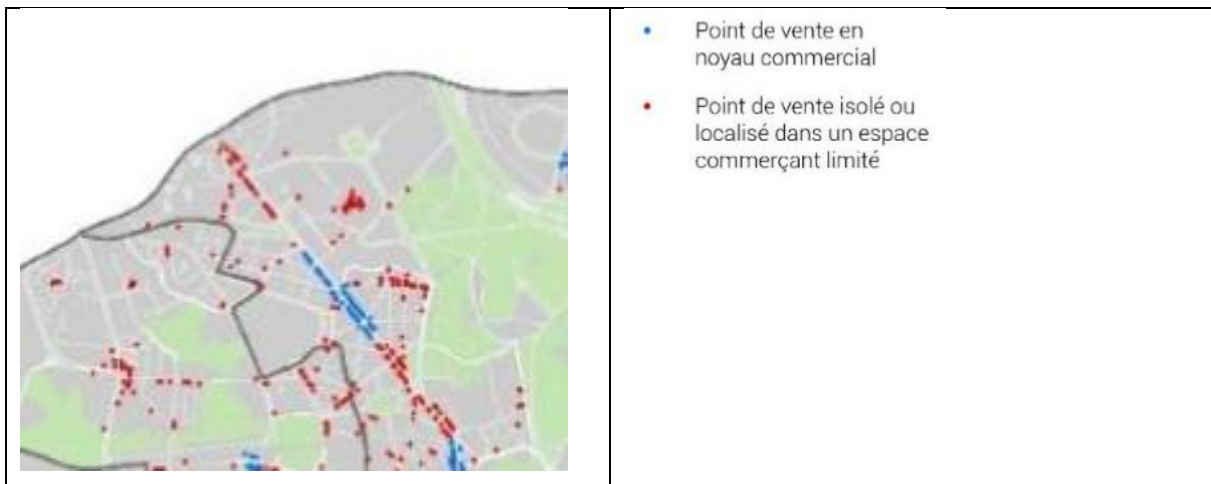 Point de vente en
noyau commercial
Point de vente isolé ou
localisé dans un espace
commerçant limité